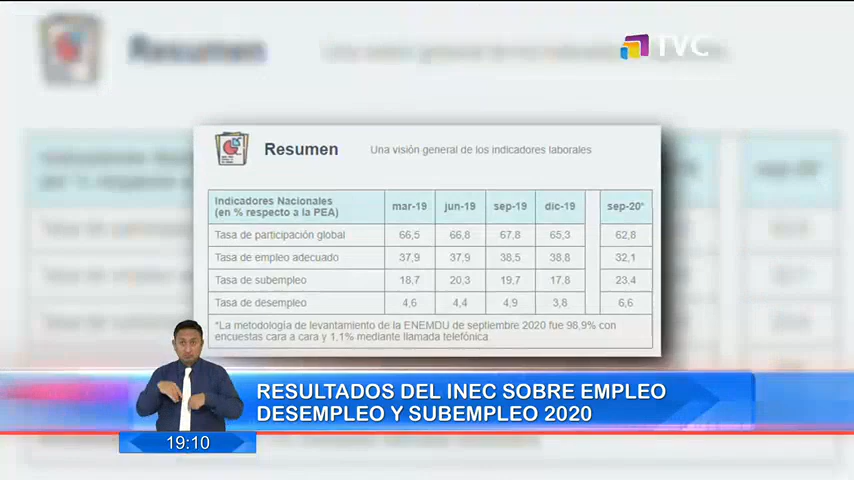 TVC
Resumen
Una visión general de los indicadores laborales
Indicadores Nacionales
(en % respecto a la PEA)
mar-19 jun-19 sep-19 dic-19 sep-20*
Tasa de participación global 66,5 66,8 67,8 65,3 62,8
Tasa de empleo adecuado 37,9 37,9 38,5 38,8 32,1
Tasa de subempleo 18,7 20,3 19,7 17,8 23,4
Tasa de desempleo 4,6 4,4 4,9 3,8 6,6
*La metodología de levantamiento de la ENEMDU de septiembre 2020 fue 98,9% con
encuestas cara a cara y 1,1% mediante llamada telefónica
RESULTADOS DEL INEC SOBRE EMPLEO
DESEMPLEO Y SUBEMPLEO 2020
19:10